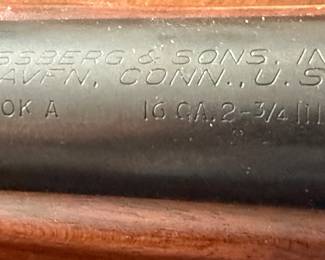 SSBERG & SONS, IN
AVEN, CONN., U.S
OK A 16 GA. 2-3/4 I